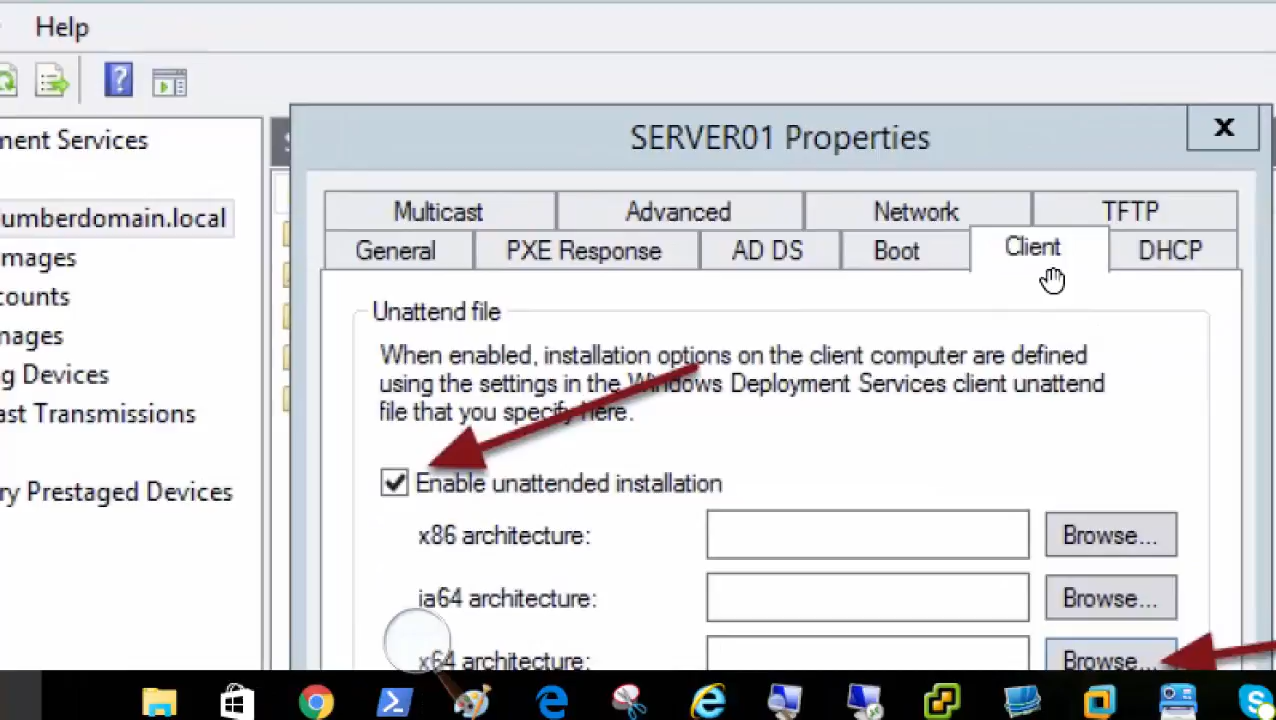 Help
ment Services
SERVER01 Properties
X
umberdomain.local
mages
counts
mages
g Devices
ast Transmissions
ry Prestaged Devices
Multicast
Advanced
Network
TFTP
General
PXE Response
AD DS
Boot
Client
DHCP
Unattend file
When enabled, installation options on the client computer are defined
using the settings in the Windows Deployment Services client unattend
file that you specify here.
Enable unattended installation
x86 architecture:
Browse...
ia64 architecture:
Browse...
x64 architecture:
Browse...